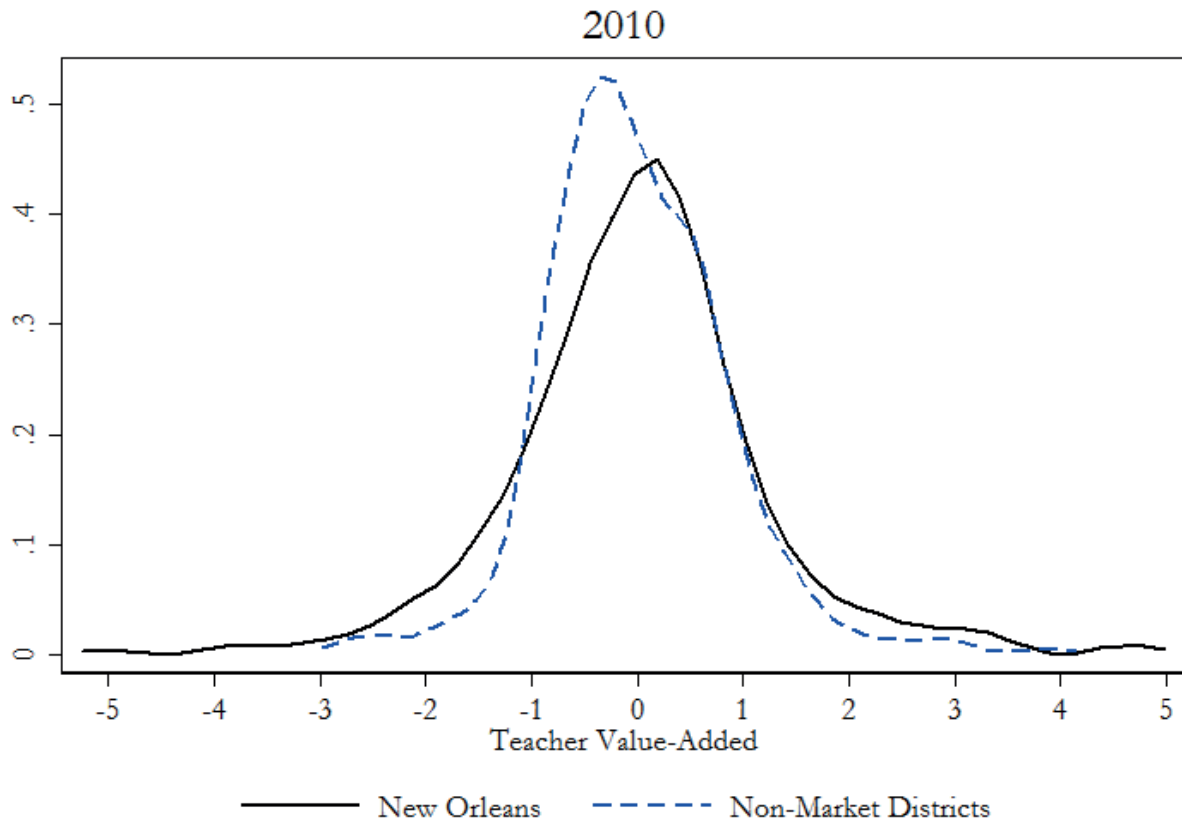 2010
.5
.4
.3
.2
.1
0
-5 -4 -3 -2 -1 0 1 2 3 4 5
Teacher Value-Added
New Orleans Non-Market Districts